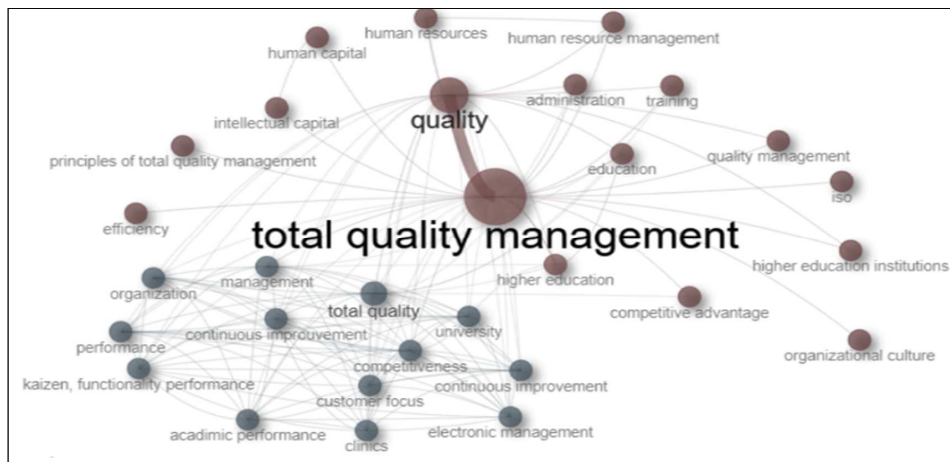 human resources
human resource management
human capital
administration
training
quality
intellectual capital
principles of total quality management
education
quality management
iso
efficiency
total quality management
higher education
higher education institutions
organization
management
total quality
competitive advantage
performance
continuous improuvement
university
organizational culture
kaizen, functionality performance
competitiveness
continuous improvement
customer focus
acadimic performance
clinics
electronic management